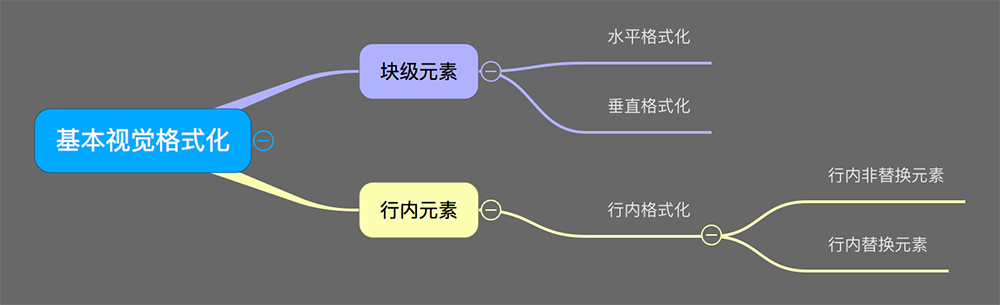 基本视觉格式化
块级元素
水平格式化
垂直格式化
行内元素
行内格式化
行内非替换元素
行内替换元素